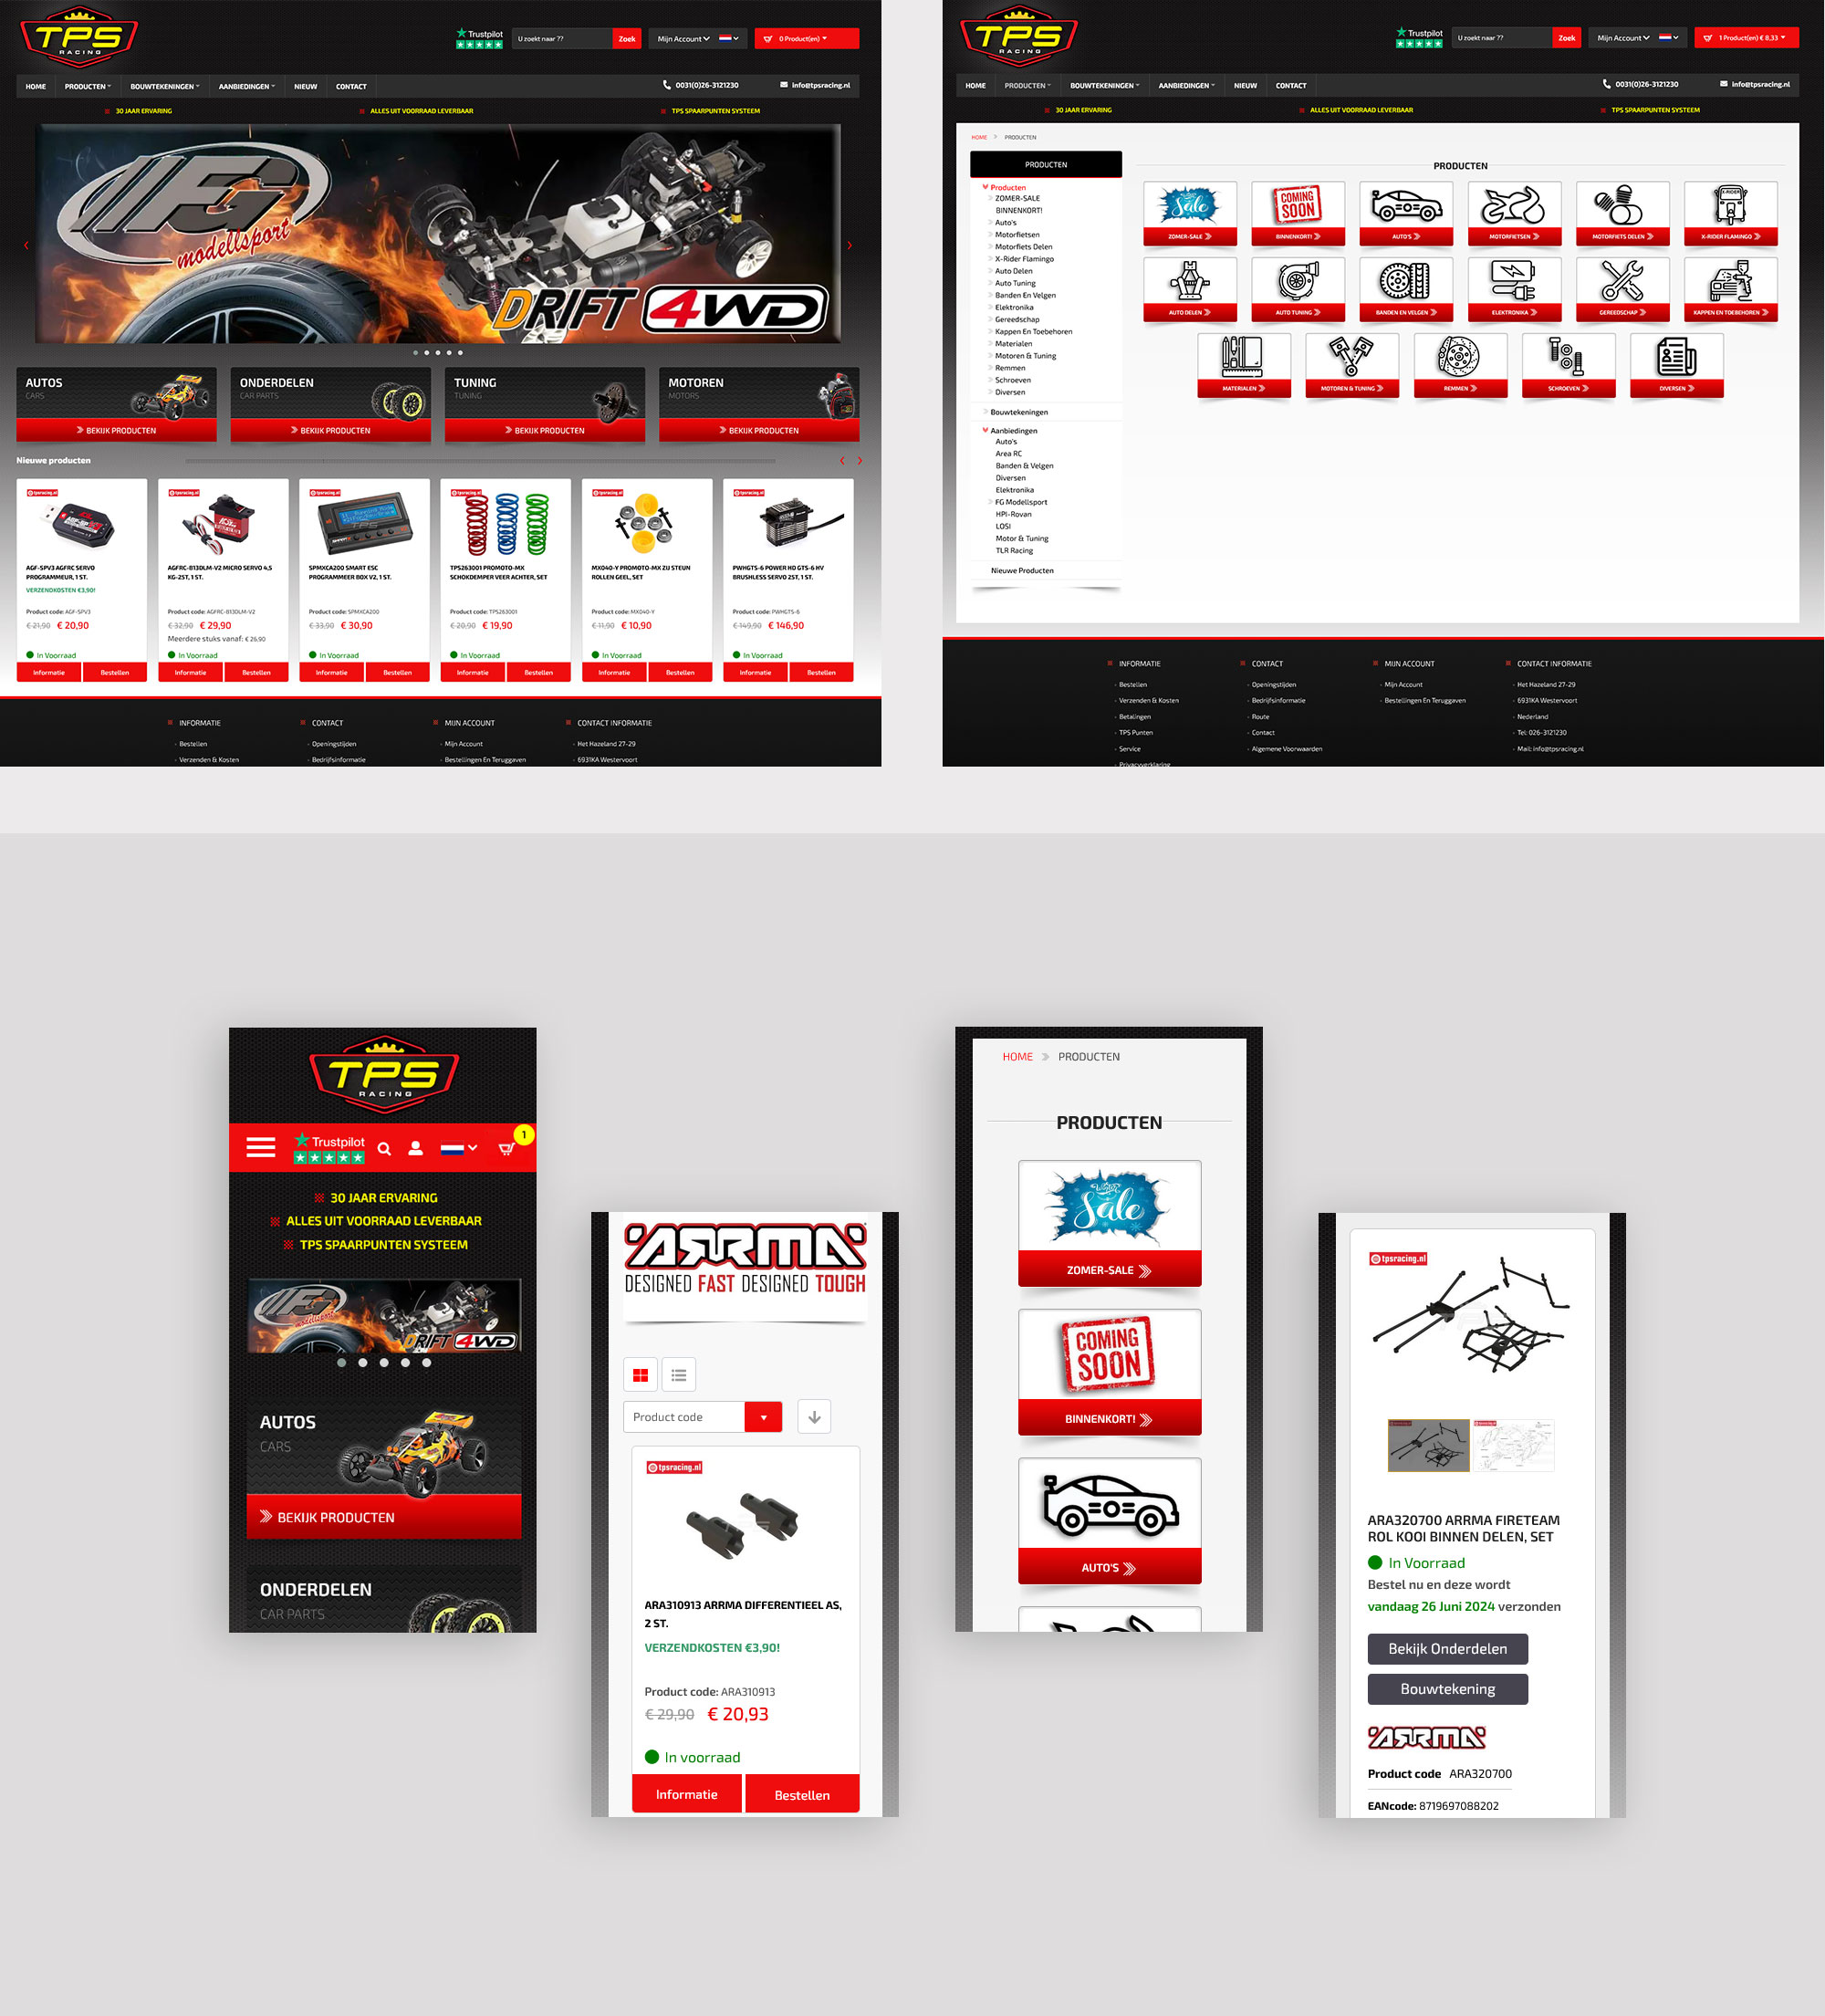 TPS
RACING
Trustpilot
U zoekt naar ??
Zoek
Mijn Account
0 Product(en)
HOME
PRODUCTEN
BOUWTEKENINGEN
AANBIEDINGEN
NIEUW
CONTACT
0031(0)26-3121230
info@tpsracing.nl
30 JAAR ERVARING
ALLES UIT VOORRAAD LEVERBAAR
TPS SPAARPUNTEN SYSTEEM
FG
modellsport
DRIFT 4WD
AUTOS
CARS
BEKIJK PRODUCTEN
ONDERDELEN
CAR PARTS
BEKIJK PRODUCTEN
TUNING
TUNING
BEKIJK PRODUCTEN
MOTOREN
MOTORS
BEKIJK PRODUCTEN
Nieuwe producten
tpsracing.nl
AGF-SPV3 AGFRC SERVO
PROGRAMMEUR, 1 ST.
VERZENDKOSTEN €3,90!
Product code: AGF-SPV3
€ 21,90 € 20,90
In Voorraad
Informatie
Bestellen
tpsracing.nl
AGFRC-B13DLM-V2 MICRO SERVO 4,5
KG-25T, 1 ST.
Product code: AGFRC-B13DLM-V2
€ 32,90 € 29,90
Meerdere stuks vanaf: € 26,90
In Voorraad
Informatie
Bestellen
SPMXCA200 SMART ESC
PROGRAMMEER BOX V2, 1 ST.
Product code: SPMXCA200
€ 33,90 € 30,90
In Voorraad
Informatie
Bestellen
tpsracing.nl
TPS263001 PROMOTO-MX
SCHOKDEMPER VEER ACHTER, SET
Product code: TPS263001
€ 20,90 € 19,90
In Voorraad
Informatie
Bestellen
tpsracing.nl
MX040-Y PROMOTO-MX ZIJ STEUN
ROLLEN GEEL, SET
Product code: MX040-Y
€ 11,90 € 10,90
In Voorraad
Informatie
Bestellen
tpsracing.nl
PWHGTS-6 POWER HD GTS-6 HV
BRUSHLESS SERVO 25T, 1 ST.
Product code: PWHGTS-6
€ 149,90 € 146,90
In Voorraad
Informatie
Bestellen
INFORMATIE
Bestellen
Verzenden & Kosten
CONTACT
Openingstijden
Bedrijfsinformatie
MIJN ACCOUNT
Mijn Account
Bestellingen En Teruggaven
CONTACT INFORMATIE
Het Hazeland 27-29
6931KA Westervoort
TPS
RACING
Trustpilot
U zoekt naar ??
Zoek
Mijn Account
1 Product(en) € 8,33
HOME
PRODUCTEN
BOUWTEKENINGEN
AANBIEDINGEN
NIEUW
CONTACT
0031(0)26-3121230
info@tpsracing.nl
30 JAAR ERVARING
ALLES UIT VOORRAAD LEVERBAAR
TPS SPAARPUNTEN SYSTEEM
HOME
PRODUCTEN
PRODUCTEN
Producten
ZOMER-SALE
BINNENKORT!
Auto's
Motorfietsen
Motorfiets Delen
X-Rider Flamingo
Auto Delen
Auto Tuning
Banden En Velgen
Elektronika
Gereedschap
Kappen En Toebehoren
Materialen
Motoren & Tuning
Remmen
Schroeven
Diversen
Bouwtekeningen
Aanbiedingen
Auto's
Area RC
Banden & Velgen
Diversen
Elektronika
FG Modellsport
HPI-Rovan
LOSI
Motor & Tuning
TLR Racing
Nieuwe Producten
PRODUCTEN
Sale
ZOMER-SALE
COMING
SOON
BINNENKORT!
AUTO'S
MOTORFIETSEN
MOTORFIETS DELEN
X-RIDER
X-RIDER FLAMINGO
AUTO DELEN
AUTO TUNING
BANDEN EN VELGEN
ELEKTRONIKA
GEREEDSCHAP
KAPPEN EN TOEBEHOREN
MATERIALEN
MOTOREN & TUNING
REMMEN
SCHROEVEN
DIVERSEN
INFORMATIE
Bestellen
Verzenden & Kosten
Betalingen
TPS Punten
Service
Privacyverklaring
CONTACT
Openingstijden
Bedrijfsinformatie
Route
Contact
Algemene Voorwaarden
MIJN ACCOUNT
Mijn Account
Bestellingen En Teruggaven
CONTACT INFORMATIE
Het Hazeland 27-29
6931KA Westervoort
Nederland
Tel: 026-3121230
Mail: info@tpsracing.nl
TPS
RACING
Trustpilot
1
30 JAAR ERVARING
ALLES UIT VOORRAAD LEVERBAAR
TPS SPAARPUNTEN SYSTEEM
FG
modellsport
DRIFT 4WD
AUTOS
CARS
BEKIJK PRODUCTEN
ONDERDELEN
CAR PARTS
ARRMA
DESIGNED FAST DESIGNED TOUGH
Product code
tpsracing.nl
ARA310913 ARRMA DIFFERENTIEEL AS,
2 ST.
VERZENDKOSTEN €3,90!
Product code: ARA310913
€ 29,90 € 20,93
In voorraad
Informatie
Bestellen
HOME
PRODUCTEN
PRODUCTEN
Sale
ZOMER-SALE
COMING
SOON
BINNENKORT!
AUTO'S
tpsracing.nl
ARA320700 ARRMA FIRETEAM
ROL KOOI BINNEN DELEN, SET
In Voorraad
Bestel nu en deze wordt
vandaag 26 Juni 2024 verzonden
Bekijk Onderdelen
Bouwtekening
ARRMA
Product code ARA320700
EANcode: 8719697088202